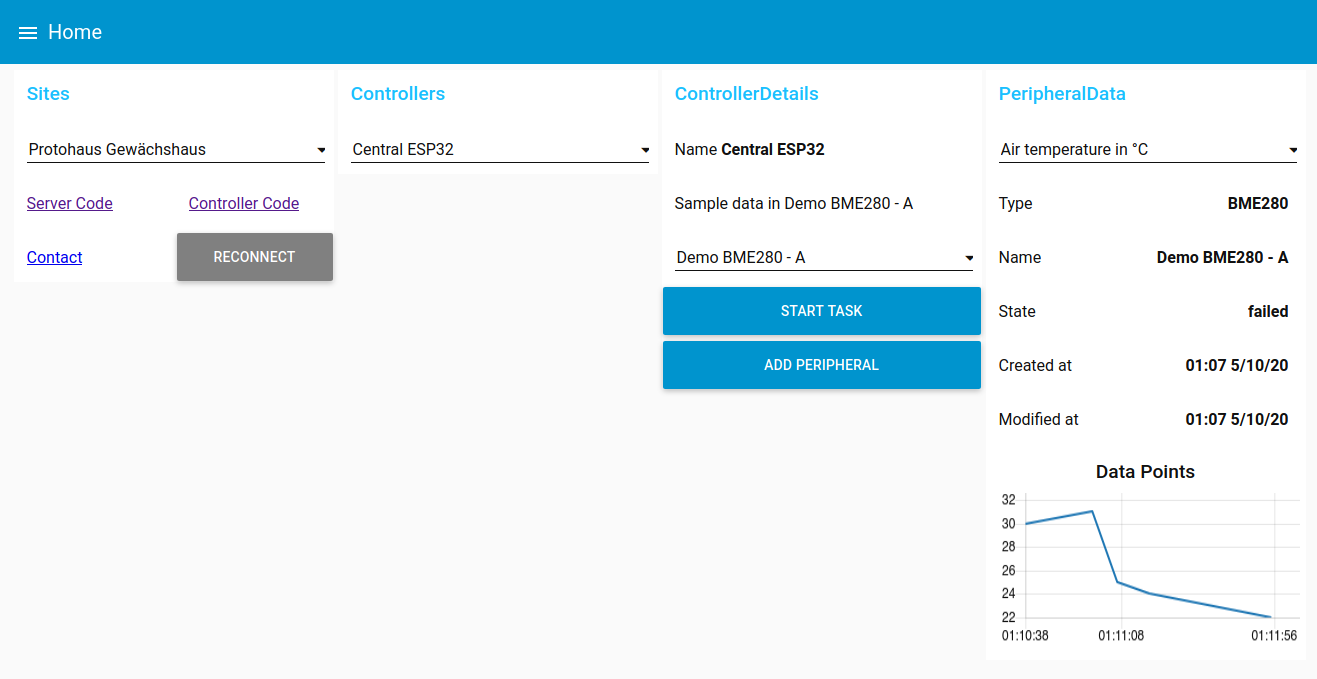 Home
Sites
Protohaus Gewächshaus
Server Code
Controller Code
Contact
RECONNECT
Controllers
Central ESP32
ControllerDetails
Name Central ESP32
Sample data in Demo BME280 - A
Demo BME280 - A
START TASK
ADD PERIPHERAL
PeripheralData
Air temperature in °C
Type BME280
Name Demo BME280 - A
State failed
Created at 01:07 5/10/20
Modified at 01:07 5/10/20
Data Points
32
30
28
26
24
22
01:10:38 01:11:08 01:11:56